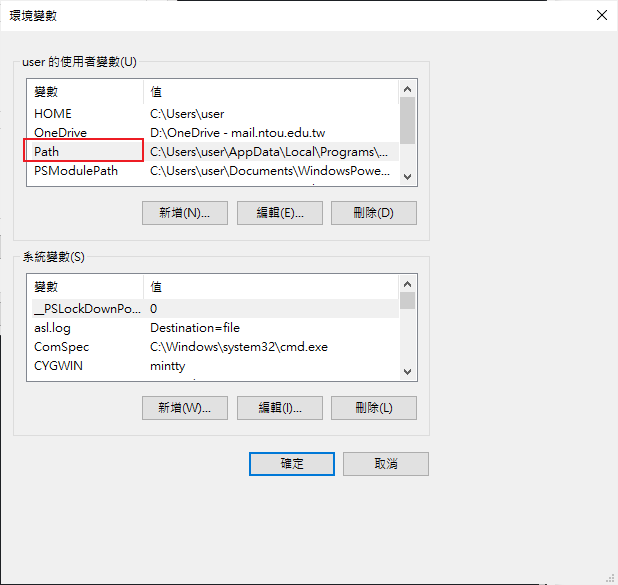 環境變數
user 的使用者變數(U)
變數 值
HOME C:\Users\user
OneDrive D:\OneDrive - mail.ntou.edu.tw
Path C:\Users\user\AppData\Local\Programs\...
PSModulePath C:\Users\user\Documents\WindowsPowe...
新增(N)... 編輯(E)... 刪除(D)
系統變數(S)
變數 值
__PSLockDownPo... 0
asl.log Destination=file
ComSpec C:\Windows\system32\cmd.exe
CYGWIN mintty
新增(W)... 編輯(I)... 刪除(L)
確定 取消